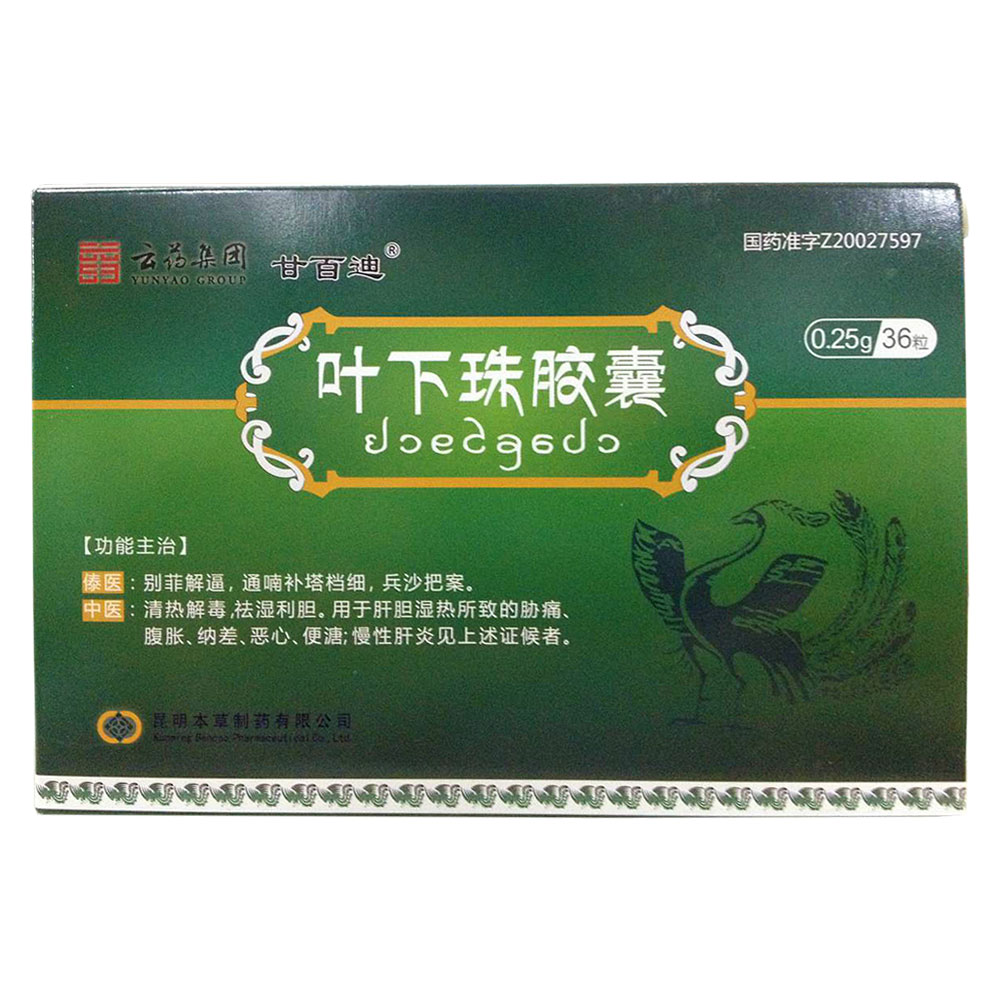 云药集团
YUNYAO GROUP
甘百迪®
国药准字Z20027597
0.25g/36粒
叶下珠胶囊
【功能主治】
傣医：别菲解逼，通喃补塔档细，兵沙把案。
中医：清热解毒，祛湿利胆。用于肝胆湿热所致的胁痛、
腹胀、纳差、恶心、便溏；慢性肝炎见上述证候者。
昆明本草制药有限公司
Kunming Bencao Pharmaceutical Co., Ltd